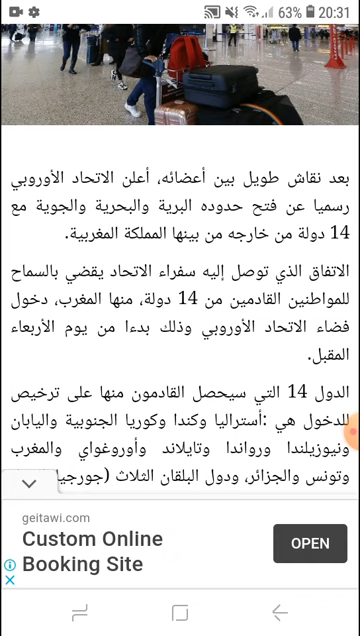 63% 20:31
بعد نقاش طويل بين أعضائه، أعلن الاتحاد الأوروبي
رسميا عن فتح حدوده البرية والبحرية والجوية مع
14 دولة من خارجه من بينها المملكة المغربية.
الاتفاق الذي توصل إليه سفراء الاتحاد يقضي بالسماح
للمواطنين القادمين من 14 دولة، منها المغرب، دخول
فضاء الاتحاد الأوروبي وذلك بدءا من يوم الأربعاء
المقبل.
الدول 14 التي سيحصل القادمون منها على ترخيص
للدخول هي :أستراليا وكندا وكوريا الجنوبية واليابان
ونيوزيلندا ورواندا وتايلاند وأوروغواي والمغرب
وتونس والجزائر، ودول البلقان الثلاث (جورجيا
geitawi.com
Custom Online
Booking Site
OPEN